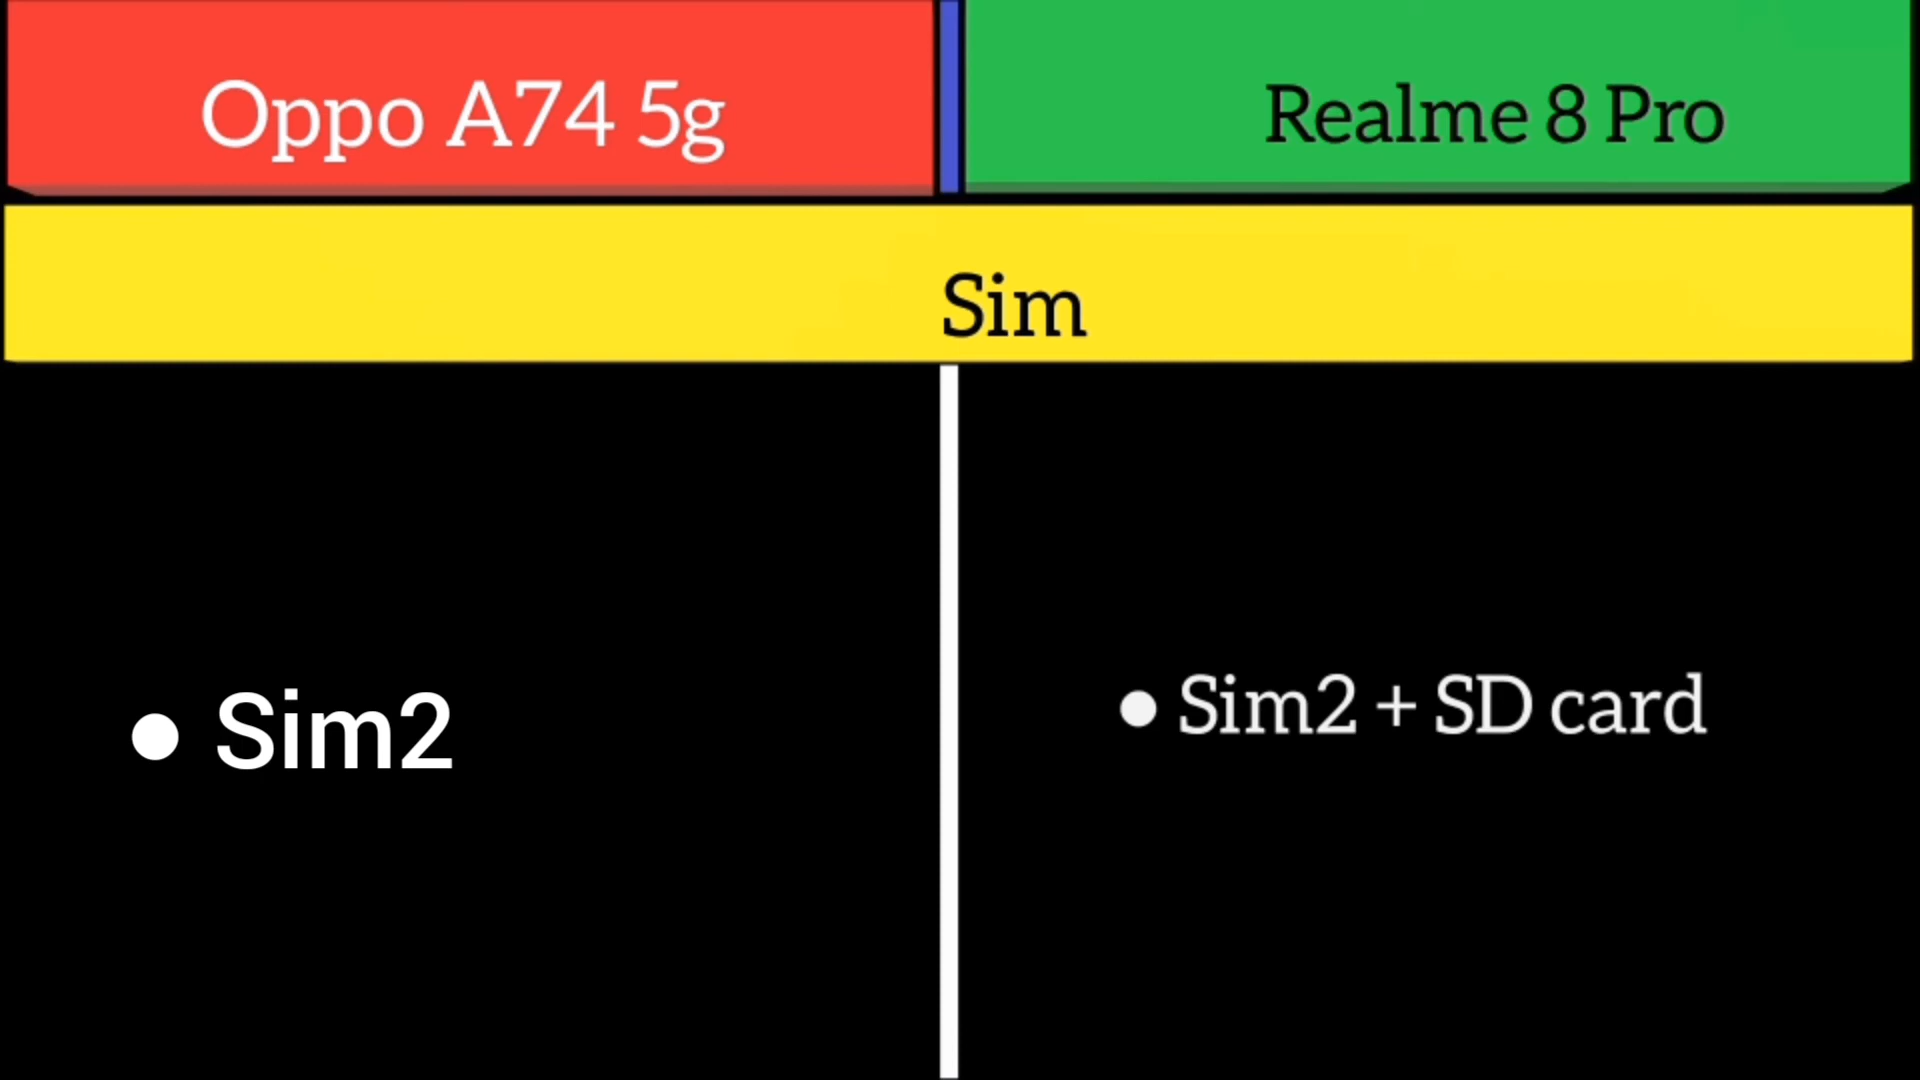 Oppo A74 5g
Realme 8 Pro
Sim
• Sim2
• Sim2 + SD card